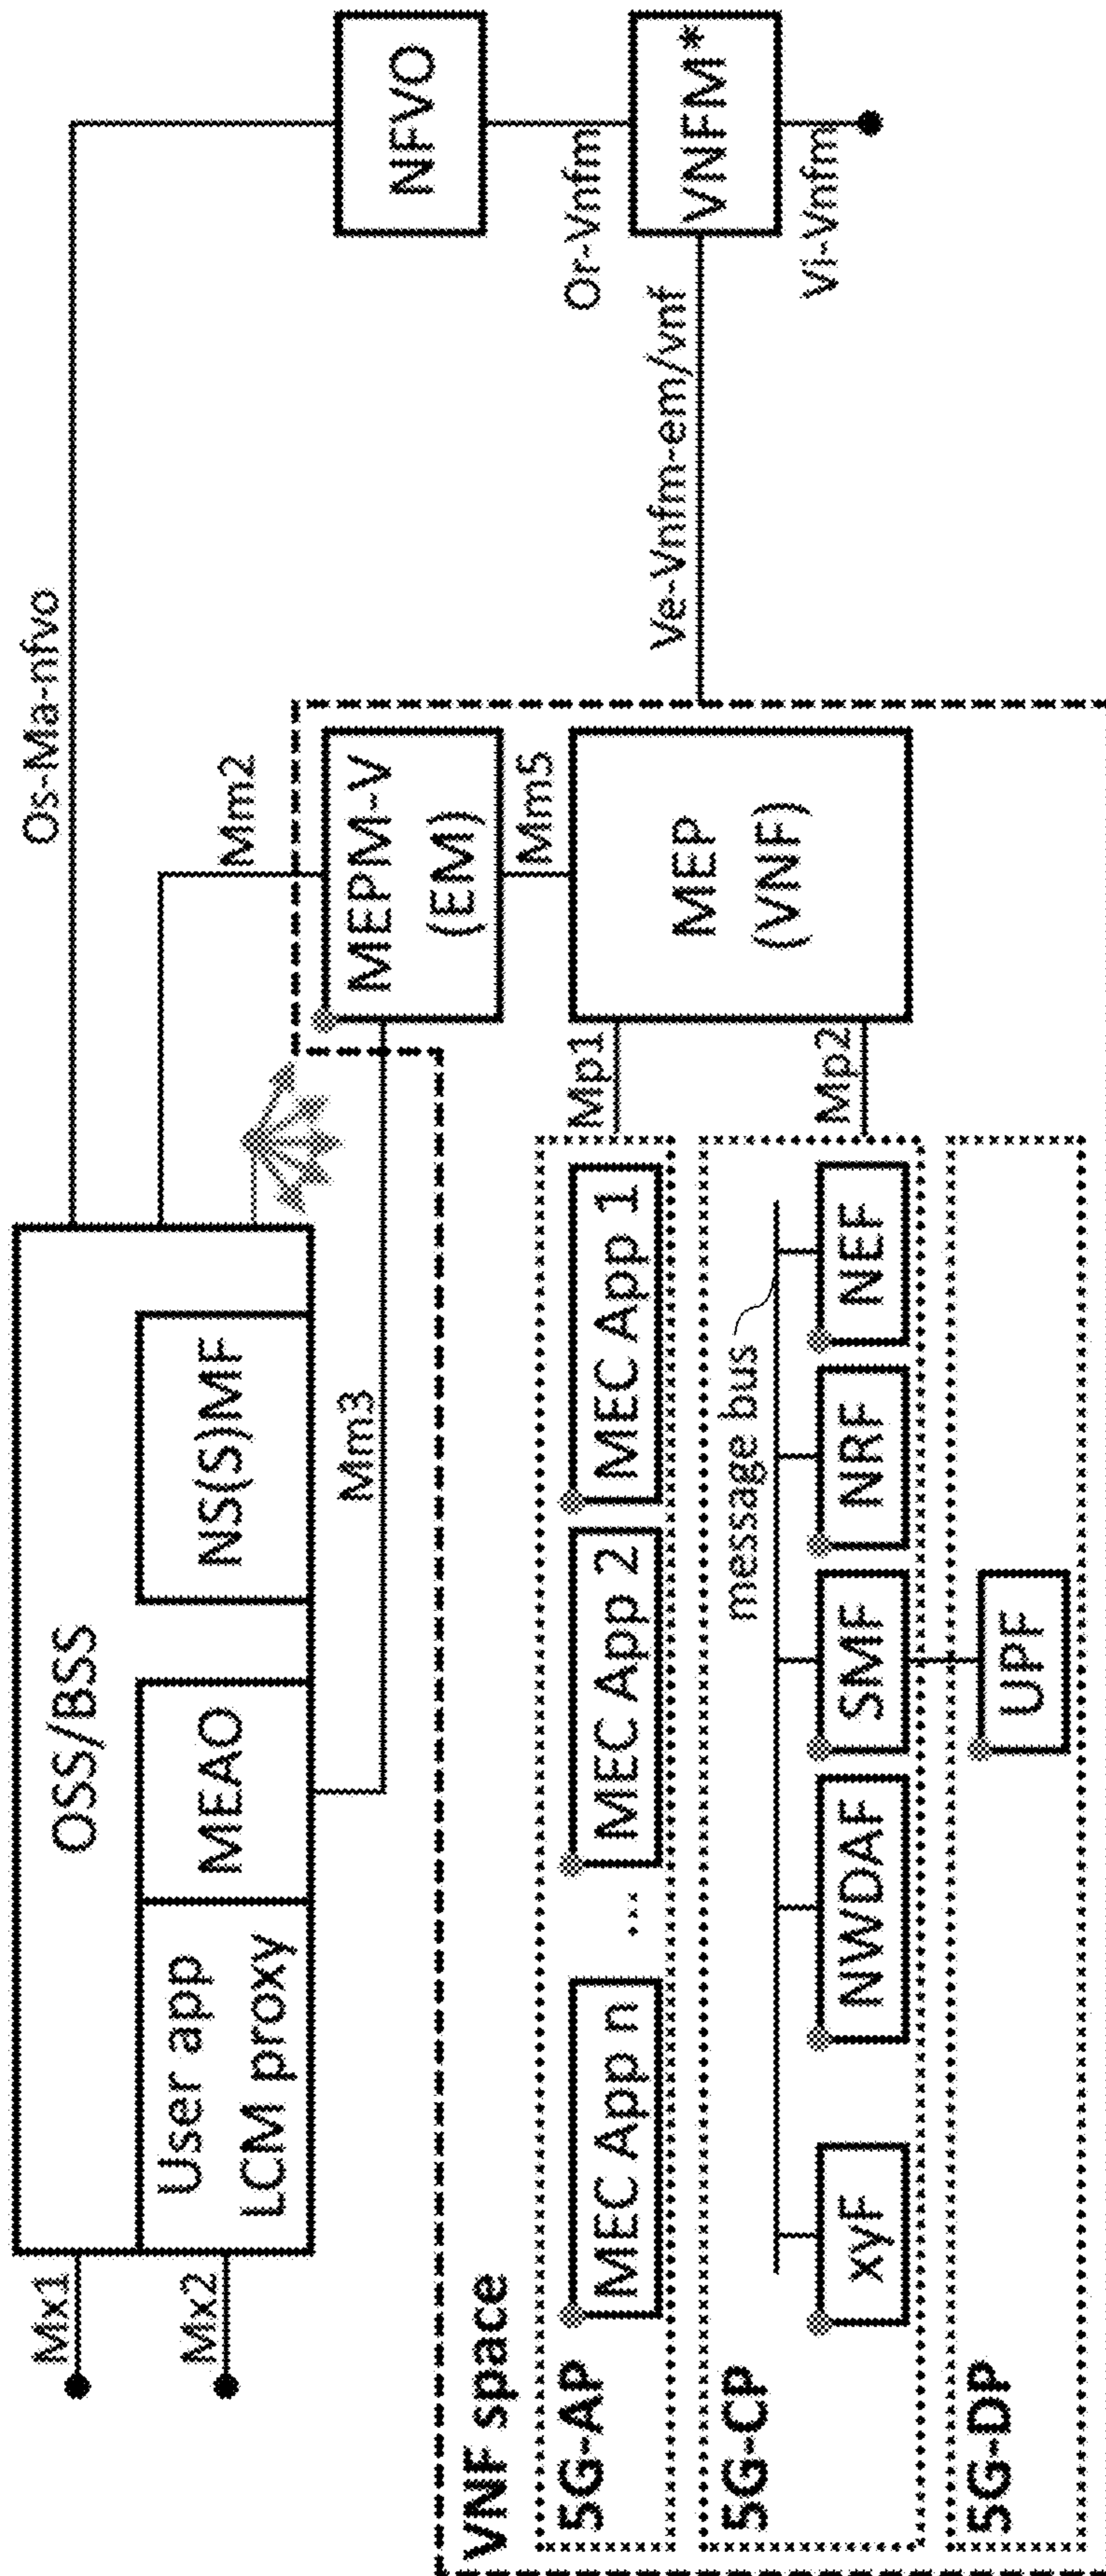 Mx1
Mx2
OSS/BSS
User app
LCM proxy
MEAO
NS(S)MF
Os-Ma-nfvo
Mm2
Mm3
NFVO
Or-Vnfm
VNFM*
Vi-Vnfm
Ve-Vnfm-em/vnf
VNF space
MEPM-V
(EM)
Mm5
MEP
(VNF)
Mp1
Mp2
5G-AP
MEC App n
...
MEC App 2
MEC App 1
5G-CP
message bus
xyF
NWDAF
SMF
NRF
NEF
5G-DP
UPF